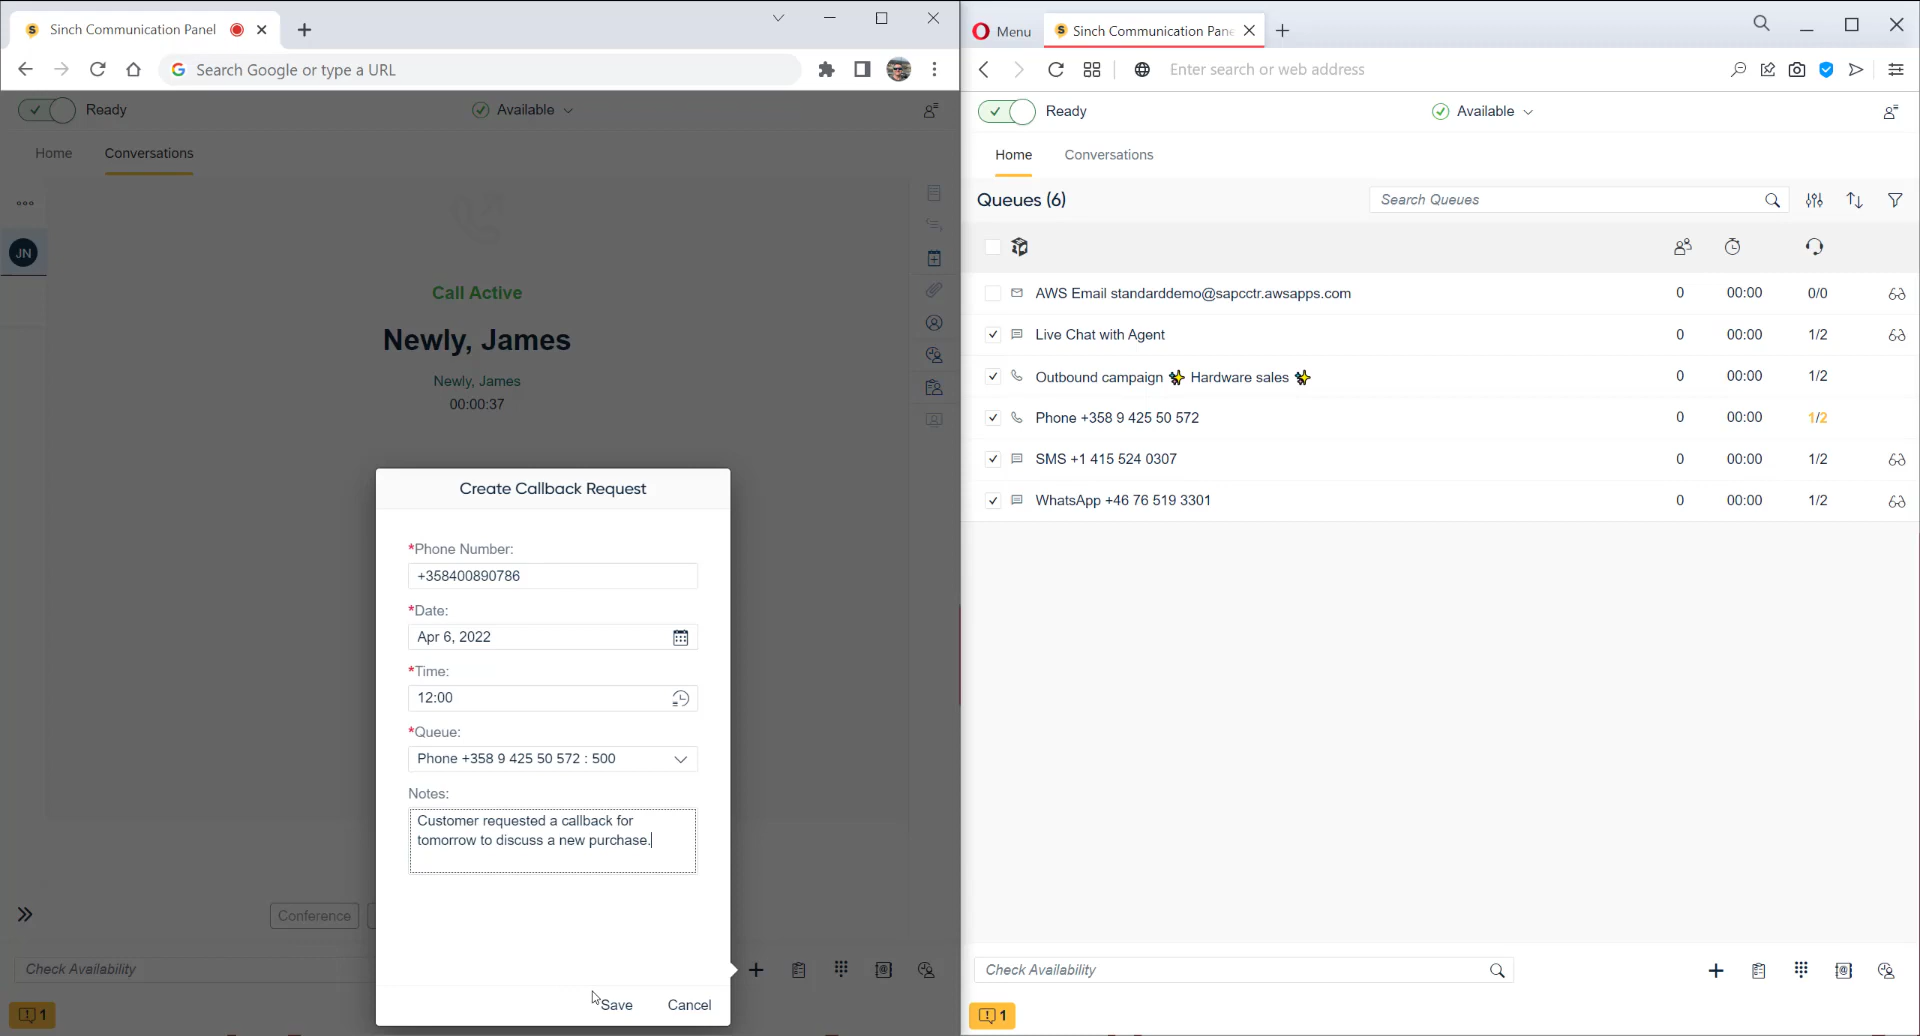 Sinch Communication Panel
Search Google or type a URL
Ready
Available
Home
Conversations
JN
Call Active
Newly, James
Newly, James
00:00:37
Create Callback Request
*Phone Number:
+358400890786
*Date:
Apr 6, 2022
*Time:
12:00
*Queue:
Phone +358 9 425 50 572 : 500
Notes:
Customer requested a callback for
tomorrow to discuss a new purchase.
Conference
Check Availability
Save
Cancel
1
Menu
Sinch Communication Pane
Enter search or web address
Ready
Available
Home
Conversations
Queues (6)
Search Queues
AWS Email standarddemo@sapcctr.awsapps.com 0 00:00 0/0
Live Chat with Agent 0 00:00 1/2
Outbound campaign ✨ Hardware sales ✨ 0 00:00 1/2
Phone +358 9 425 50 572 0 00:00 1/2
SMS +1 415 524 0307 0 00:00 1/2
WhatsApp +46 76 519 3301 0 00:00 1/2
Check Availability
1